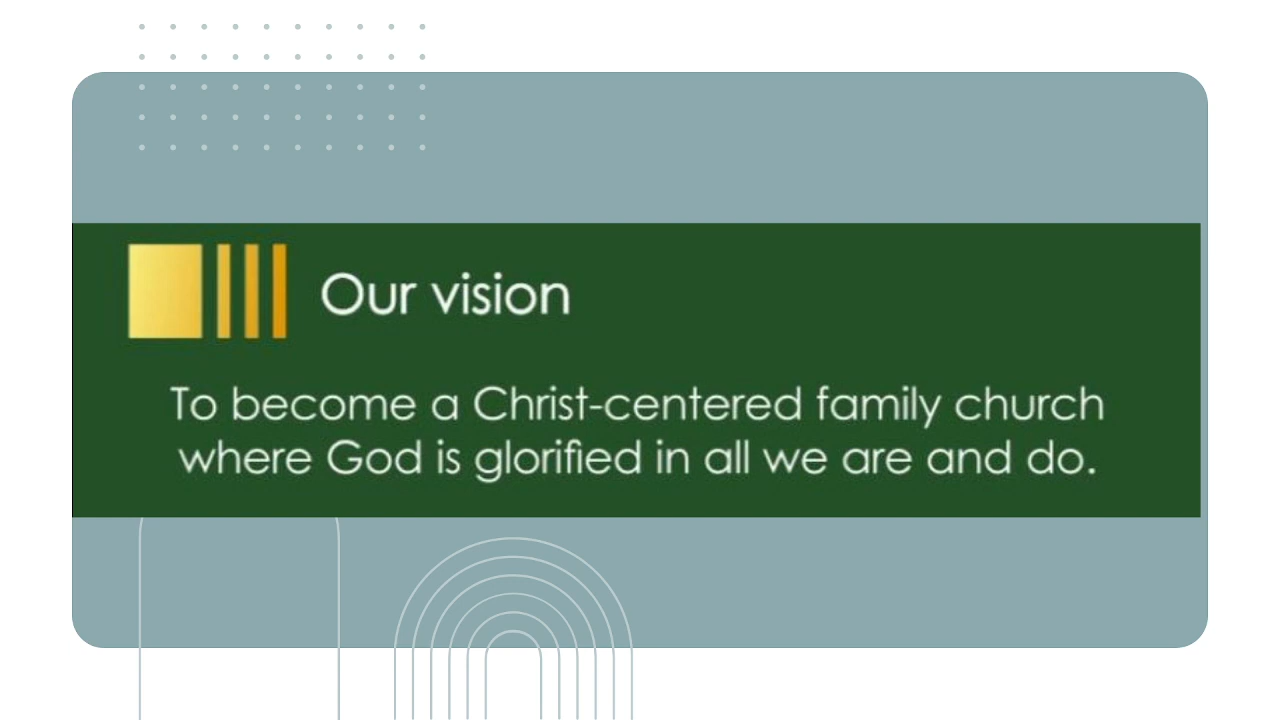 Our vision
To become a Christ-centered family church
where God is glorified in all we are and do.